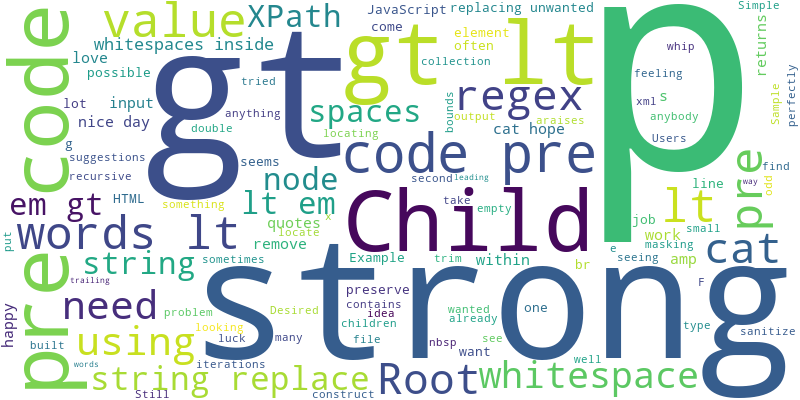 code
value
XPath
JavaScript
replacing unwanted
Simple
whitespaces inside
come
element
often
gt
gt lt
p
whip
returns
love
possible
tried
collection
feeling
perfectly
lot
input
anything
spaces
regex
bounds
xml
s
anybody
Sample
nice day
double
locating
output
araises
cat hope
Users
g
suggestions
seems
code pre
recursive
node
second
leading
pre
way
odd
find
HTML
something
lt em
take
empty
Child
lt
line
em gt
quotes
x
locate
job
small
put
words lt
remove
work
masking
cat
string
sometimes
Example
trim
within
e
seeing
amp
pre
trailing
need
preserve
br
F
strong
problem
Desired
contains
idea
wanted
already
one
type
sanitize
happy
built
looking
luck
many
children
file
nbsp
see
want
well
using
words
iterations
string replace
Root
whitespace
Still
construct